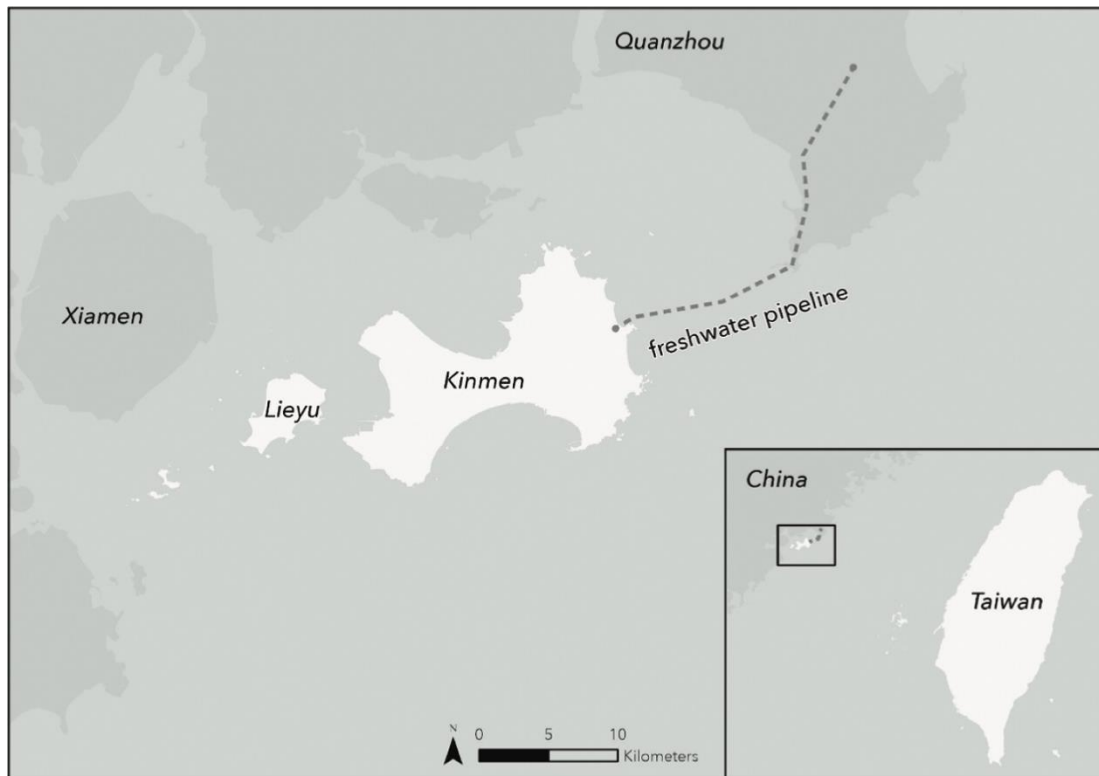 Quanzhou
Xiamen
freshwater pipeline
Kinmen
Lieyu
China
Taiwan
N
0 5 10
Kilometers